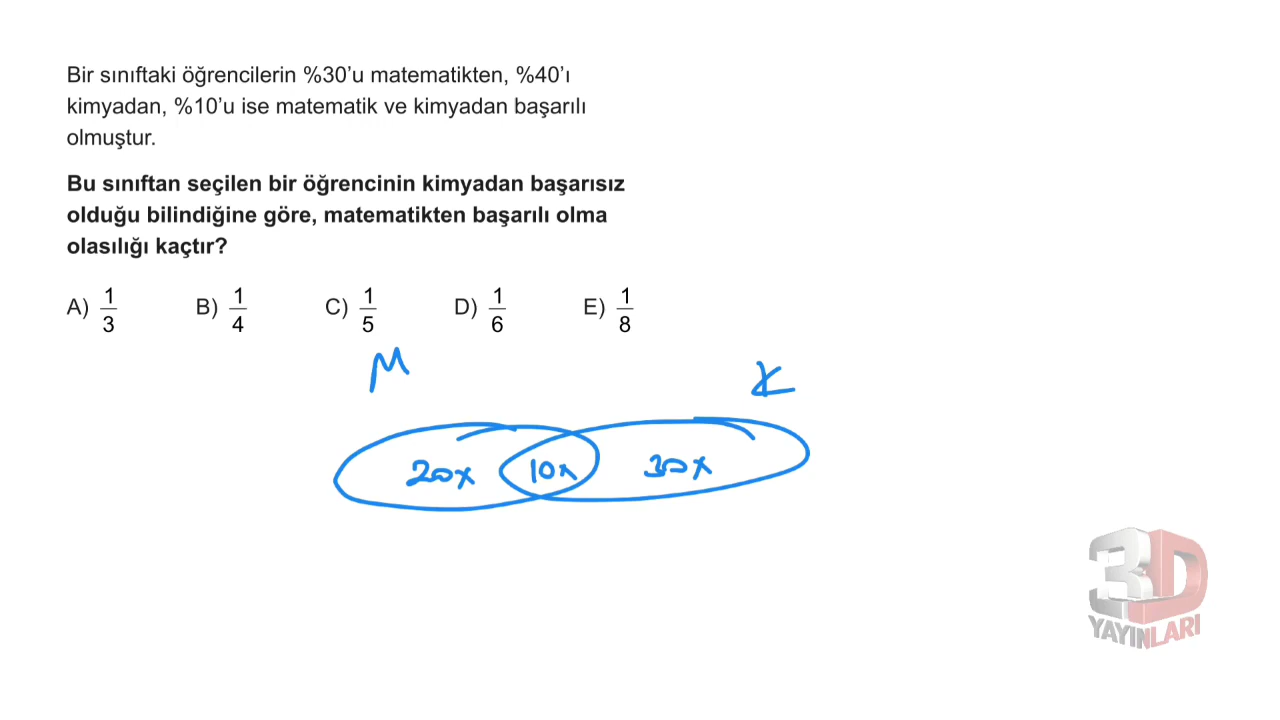 Bir sınıftaki öğrencilerin %30’u matematikten, %40’ı
kimyadan, %10’u ise matematik ve kimyadan başarılı
olmuştur.
Bu sınıftan seçilen bir öğrencinin kimyadan başarısız
olduğu bilindiğine göre, matematikten başarılı olma
olasılığı kaçtır?
A) 1/3 B) 1/4 C) 1/5 D) 1/6 E) 1/8
M K
20x 10x 30x
3D
YAYINLARI